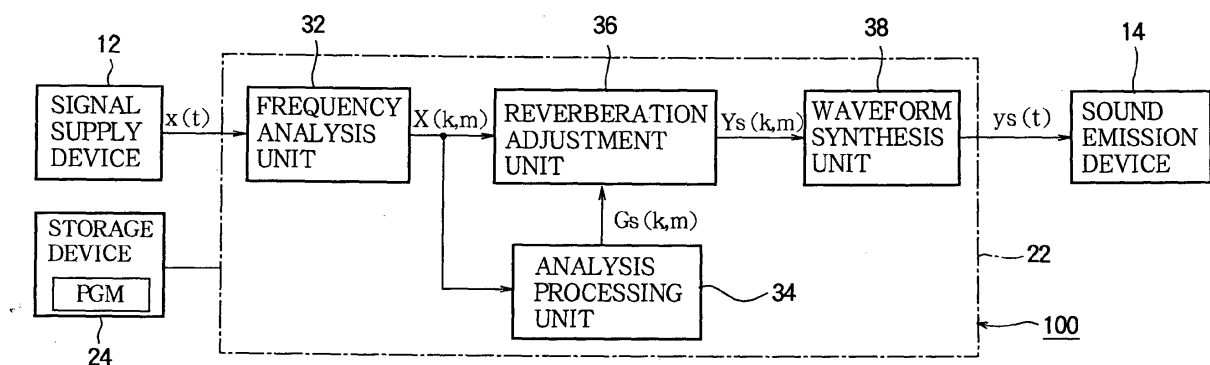 12
32
36
38
14
SIGNAL
SUPPLY
DEVICE
x(t)
FREQUENCY
ANALYSIS
UNIT
X(k,m)
REVERBERATION
ADJUSTMENT
UNIT
Ys(k,m)
WAVEFORM
SYNTHESIS
UNIT
ys(t)
SOUND
EMISSION
DEVICE
STORAGE
DEVICE
PGM
24
Gs(k,m)
ANALYSIS
PROCESSING
UNIT
34
22
100